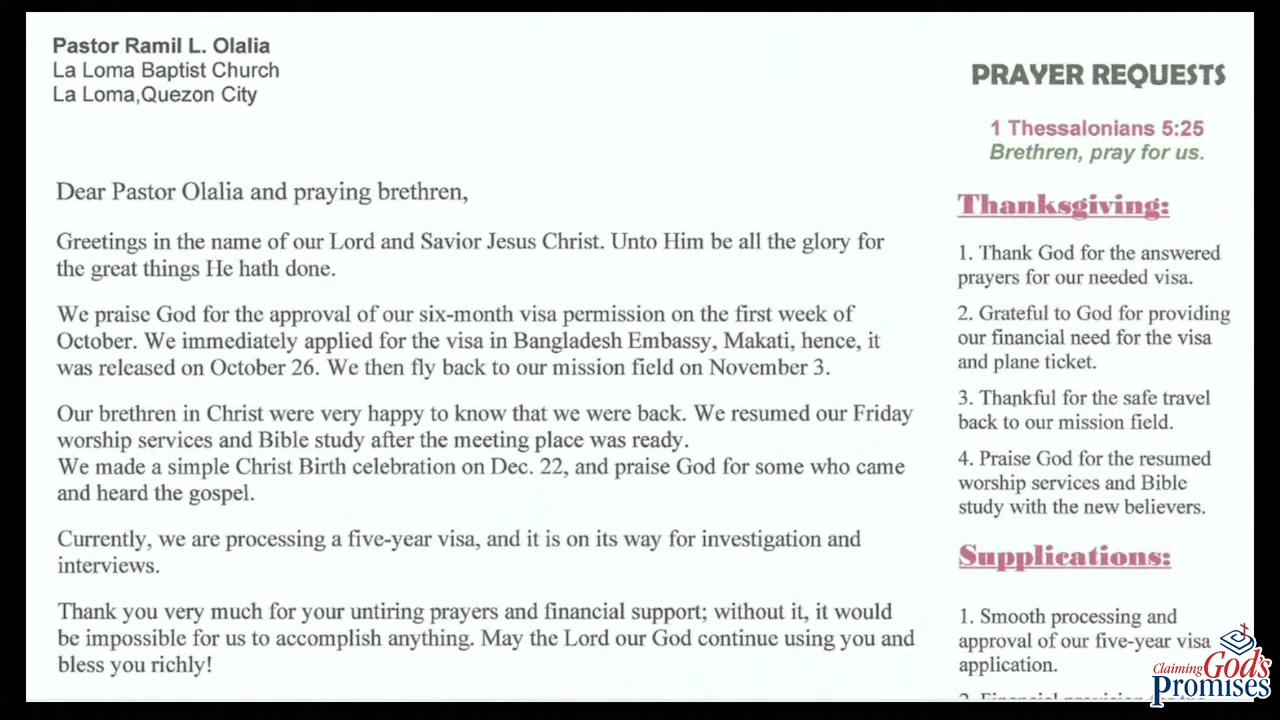 Pastor Ramil L. Olalia
La Loma Baptist Church
La Loma,Quezon City
Dear Pastor Olalia and praying brethren,
Greetings in the name of our Lord and Savior Jesus Christ. Unto Him be all the glory for
the great things He hath done.
We praise God for the approval of our six-month visa permission on the first week of
October. We immediately applied for the visa in Bangladesh Embassy, Makati, hence, it
was released on October 26. We then fly back to our mission field on November 3.
Our brethren in Christ were very happy to know that we were back. We resumed our Friday
worship services and Bible study after the meeting place was ready.
We made a simple Christ Birth celebration on Dec. 22, and praise God for some who came
and heard the gospel.
Currently, we are processing a five-year visa, and it is on its way for investigation and
interviews.
Thank you very much for your untiring prayers and financial support; without it, it would
be impossible for us to accomplish anything. May the Lord our God continue using you and
bless you richly!
PRAYER REQUESTS
1 Thessalonians 5:25
Brethren, pray for us.
Thanksgiving:
1. Thank God for the answered
prayers for our needed visa.
2. Grateful to God for providing
our financial need for the visa
and plane ticket.
3. Thankful for the safe travel
back to our mission field.
4. Praise God for the resumed
worship services and Bible
study with the new believers.
Supplications:
1. Smooth processing and
approval of our five-year visa
application.
2. Financial provision
Claiming God's
Promises